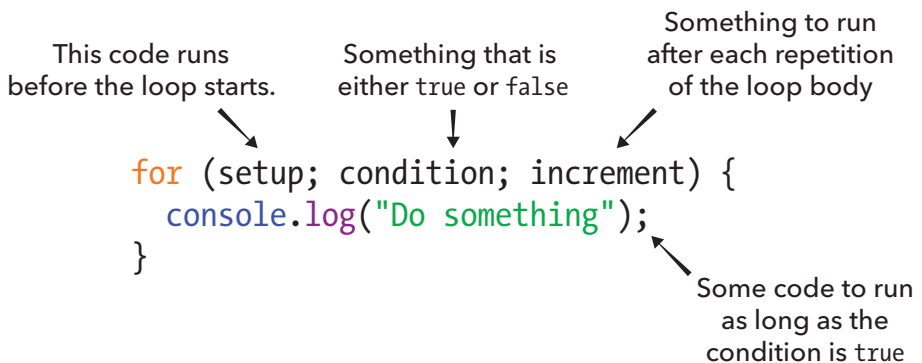 This code runs
before the loop starts.
Something that is
either true or false
Something to run
after each repetition
of the loop body
for (setup; condition; increment) {
console.log("Do something");
}
Some code to run
as long as the
condition is true